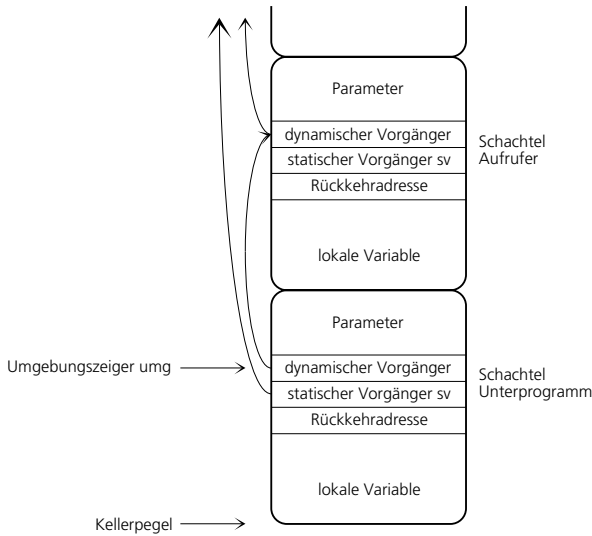 Parameter
dynamischer Vorgänger
statischer Vorgänger sv
Rückkehradresse
lokale Variable
Schachtel
Aufrufer
Parameter
Umgebungszeiger umg
dynamischer Vorgänger
statischer Vorgänger sv
Rückkehradresse
lokale Variable
Schachtel
Unterprogramm
Kellerpegel